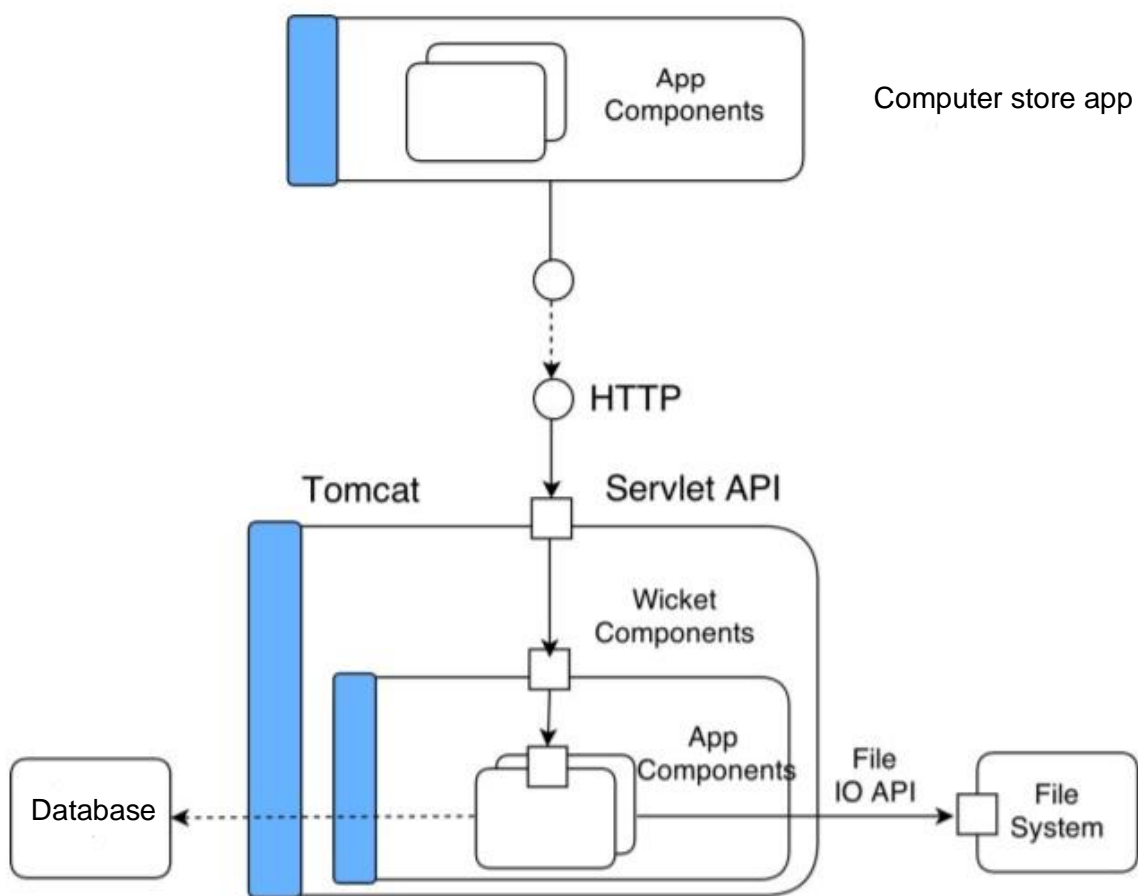 App
Components
Computer store app
HTTP
Tomcat
Servlet API
Wicket
Components
App
Components
File
IO API
Database
File
System